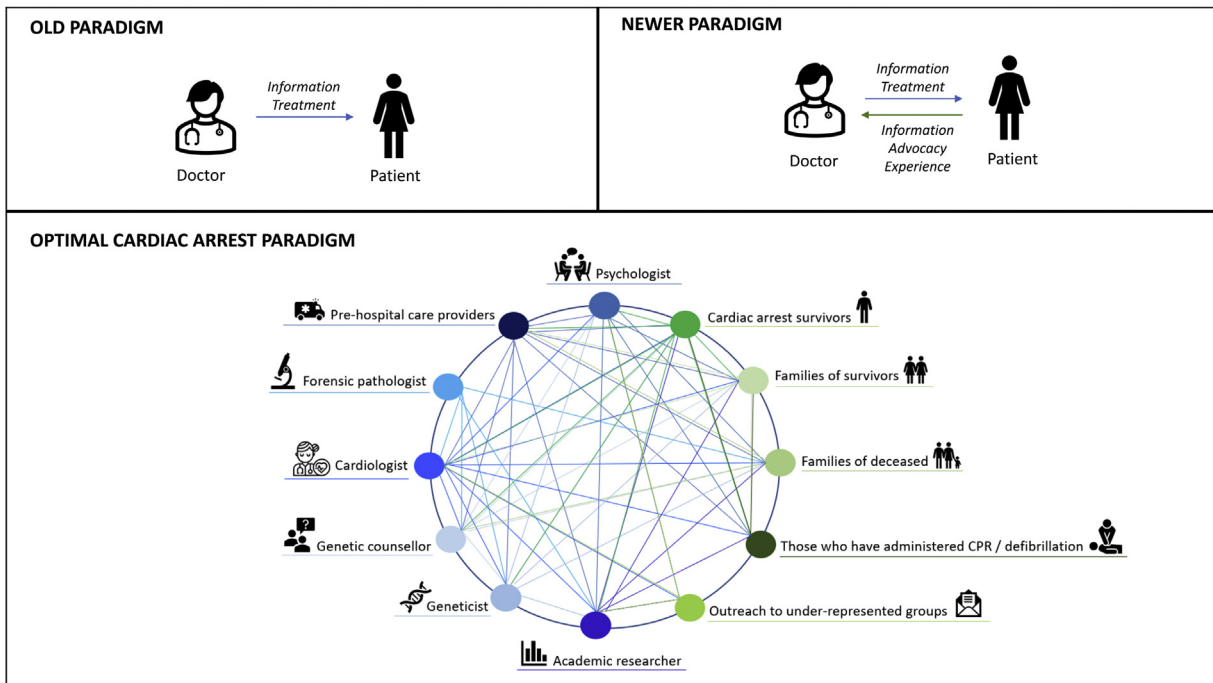 OLD PARADIGM
Information
Treatment
Doctor
Patient
NEWER PARADIGM
Information
Treatment
Information
Advocacy
Experience
Doctor
Patient
OPTIMAL CARDIAC ARREST PARADIGM
Psychologist
Pre-hospital care providers
Cardiac arrest survivors
Forensic pathologist
Families of survivors
Cardiologist
Families of deceased
?
Genetic counsellor
Those who have administered CPR / defibrillation
Geneticist
Outreach to under-represented groups
Academic researcher